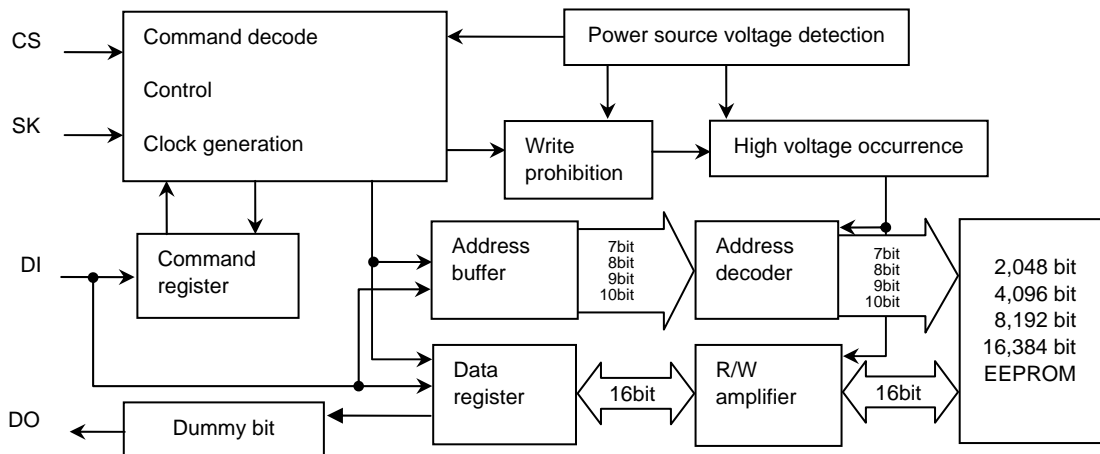 CS
Command decode
Power source voltage detection
Control
SK
Clock generation
Write
prohibition
High voltage occurrence
DI
Command
register
Address
buffer
7bit
8bit
9bit
10bit
Address
decoder
7bit
8bit
9bit
10bit
2,048 bit
4,096 bit
8,192 bit
16,384 bit
EEPROM
Data
register
16bit
R/W
amplifier
16bit
DO
Dummy bit